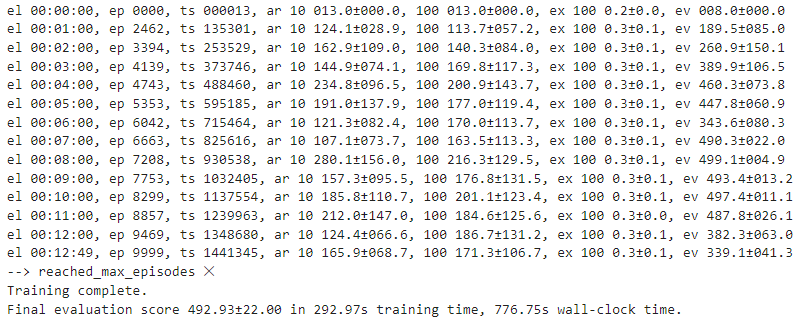 el 00:00:00, ep 0000, ts 000013, ar 10 013.0±000.0, 100 013.0±000.0, ex 100 0.2±0.0, ev 008.0±000.0
el 00:01:00, ep 2462, ts 135301, ar 10 124.1±028.9, 100 113.7±057.2, ex 100 0.3±0.1, ev 189.5±085.0
el 00:02:00, ep 3394, ts 253529, ar 10 162.9±109.0, 100 140.3±084.0, ex 100 0.3±0.1, ev 260.9±150.1
el 00:03:00, ep 4139, ts 373746, ar 10 144.9±074.1, 100 169.8±117.3, ex 100 0.3±0.1, ev 389.9±106.5
el 00:04:00, ep 4743, ts 488460, ar 10 234.8±096.5, 100 200.9±143.7, ex 100 0.3±0.1, ev 460.3±073.8
el 00:05:00, ep 5353, ts 595185, ar 10 191.0±137.9, 100 177.0±119.4, ex 100 0.3±0.1, ev 447.8±060.9
el 00:06:00, ep 6042, ts 715464, ar 10 121.3±082.4, 100 170.0±113.7, ex 100 0.3±0.1, ev 343.6±080.3
el 00:07:00, ep 6663, ts 825616, ar 10 107.1±073.7, 100 163.5±113.3, ex 100 0.3±0.1, ev 490.3±022.0
el 00:08:00, ep 7208, ts 930538, ar 10 280.1±156.0, 100 216.3±129.5, ex 100 0.3±0.1, ev 499.1±004.9
el 00:09:00, ep 7753, ts 1032405, ar 10 157.3±095.5, 100 176.8±131.5, ex 100 0.3±0.1, ev 493.4±013.2
el 00:10:00, ep 8299, ts 1137554, ar 10 185.8±110.7, 100 201.1±123.4, ex 100 0.3±0.1, ev 497.4±011.1
el 00:11:00, ep 8857, ts 1239963, ar 10 212.0±147.0, 100 184.6±125.6, ex 100 0.3±0.0, ev 487.8±026.1
el 00:12:00, ep 9469, ts 1348680, ar 10 124.4±066.6, 100 186.7±131.2, ex 100 0.3±0.1, ev 382.3±063.0
el 00:12:49, ep 9999, ts 1441345, ar 10 165.9±068.7, 100 171.3±106.7, ex 100 0.3±0.1, ev 339.1±041.3
--> reached_max_episodes ×
Training complete.
Final evaluation score 492.93±22.00 in 292.97s training time, 776.75s wall-clock time.